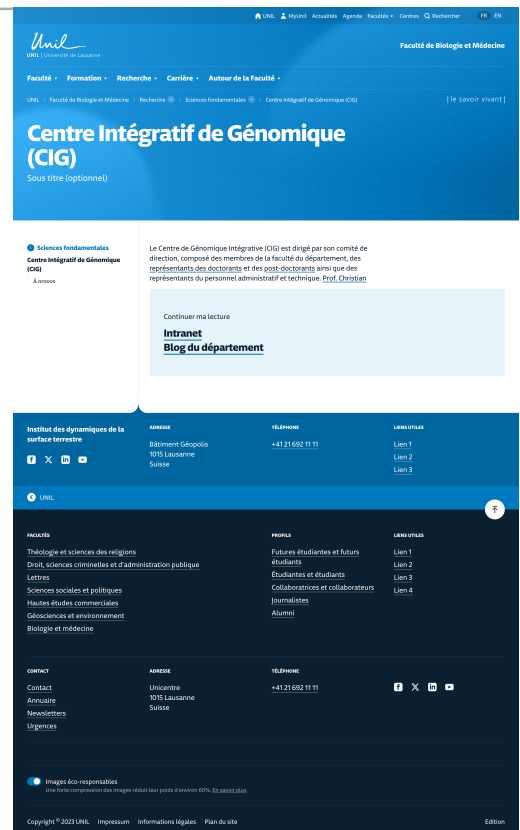 UNIL MyUnil Actualités Agenda Facultés Centres Rechercher FR EN
Unil
UNIL | Université de Lausanne
Faculté de Biologie et Médecine
Faculté Formation Recherche Carrière Autour de la Faculté
UNIL / Faculté de Biologie et Médecine / Recherche / Sciences fondamentales / Centre Intégratif de Génomique (CIG)
| le savoir vivant |
Centre Intégratif de Génomique
(CIG)
Sous titre (optionnel)
Sciences fondamentales
Centre Intégratif de Génomique
(CIG)
À propos
Le Centre de Génomique Intégrative (CIG) est dirigé par son comité de
direction, composé des membres de la faculté du département, des
représentants des doctorants et des post-doctorants ainsi que des
représentants du personnel administratif et technique. Prof. Christian
Continuer ma lecture
Intranet
Blog du département
Institut des dynamiques de la
surface terrestre
ADRESSE
Bâtiment Géopolis
1015 Lausanne
Suisse
TÉLÉPHONE
+41 21 692 11 11
LIENS UTILES
Lien 1
Lien 2
Lien 3
UNIL
FACULTÉS
Théologie et sciences des religions
Droit, sciences criminelles et d'administration publique
Lettres
Sciences sociales et politiques
Hautes études commerciales
Géosciences et environnement
Biologie et médecine
PROFILS
Futures étudiantes et futurs
étudiants
Étudiantes et étudiants
Collaboratrices et collaborateurs
Journalistes
Alumni
LIENS UTILES
Lien 1
Lien 2
Lien 3
Lien 4
CONTACT
Contact
Annuaire
Newsletters
Urgences
ADRESSE
Unicentre
1015 Lausanne
Suisse
TÉLÉPHONE
+41 21 692 11 11
Images éco-responsables
Une forte compression des images réduit leur poids d'environ 60%. En savoir plus
Copyright © 2023 UNIL Impressum Informations légales Plan du site
Edition